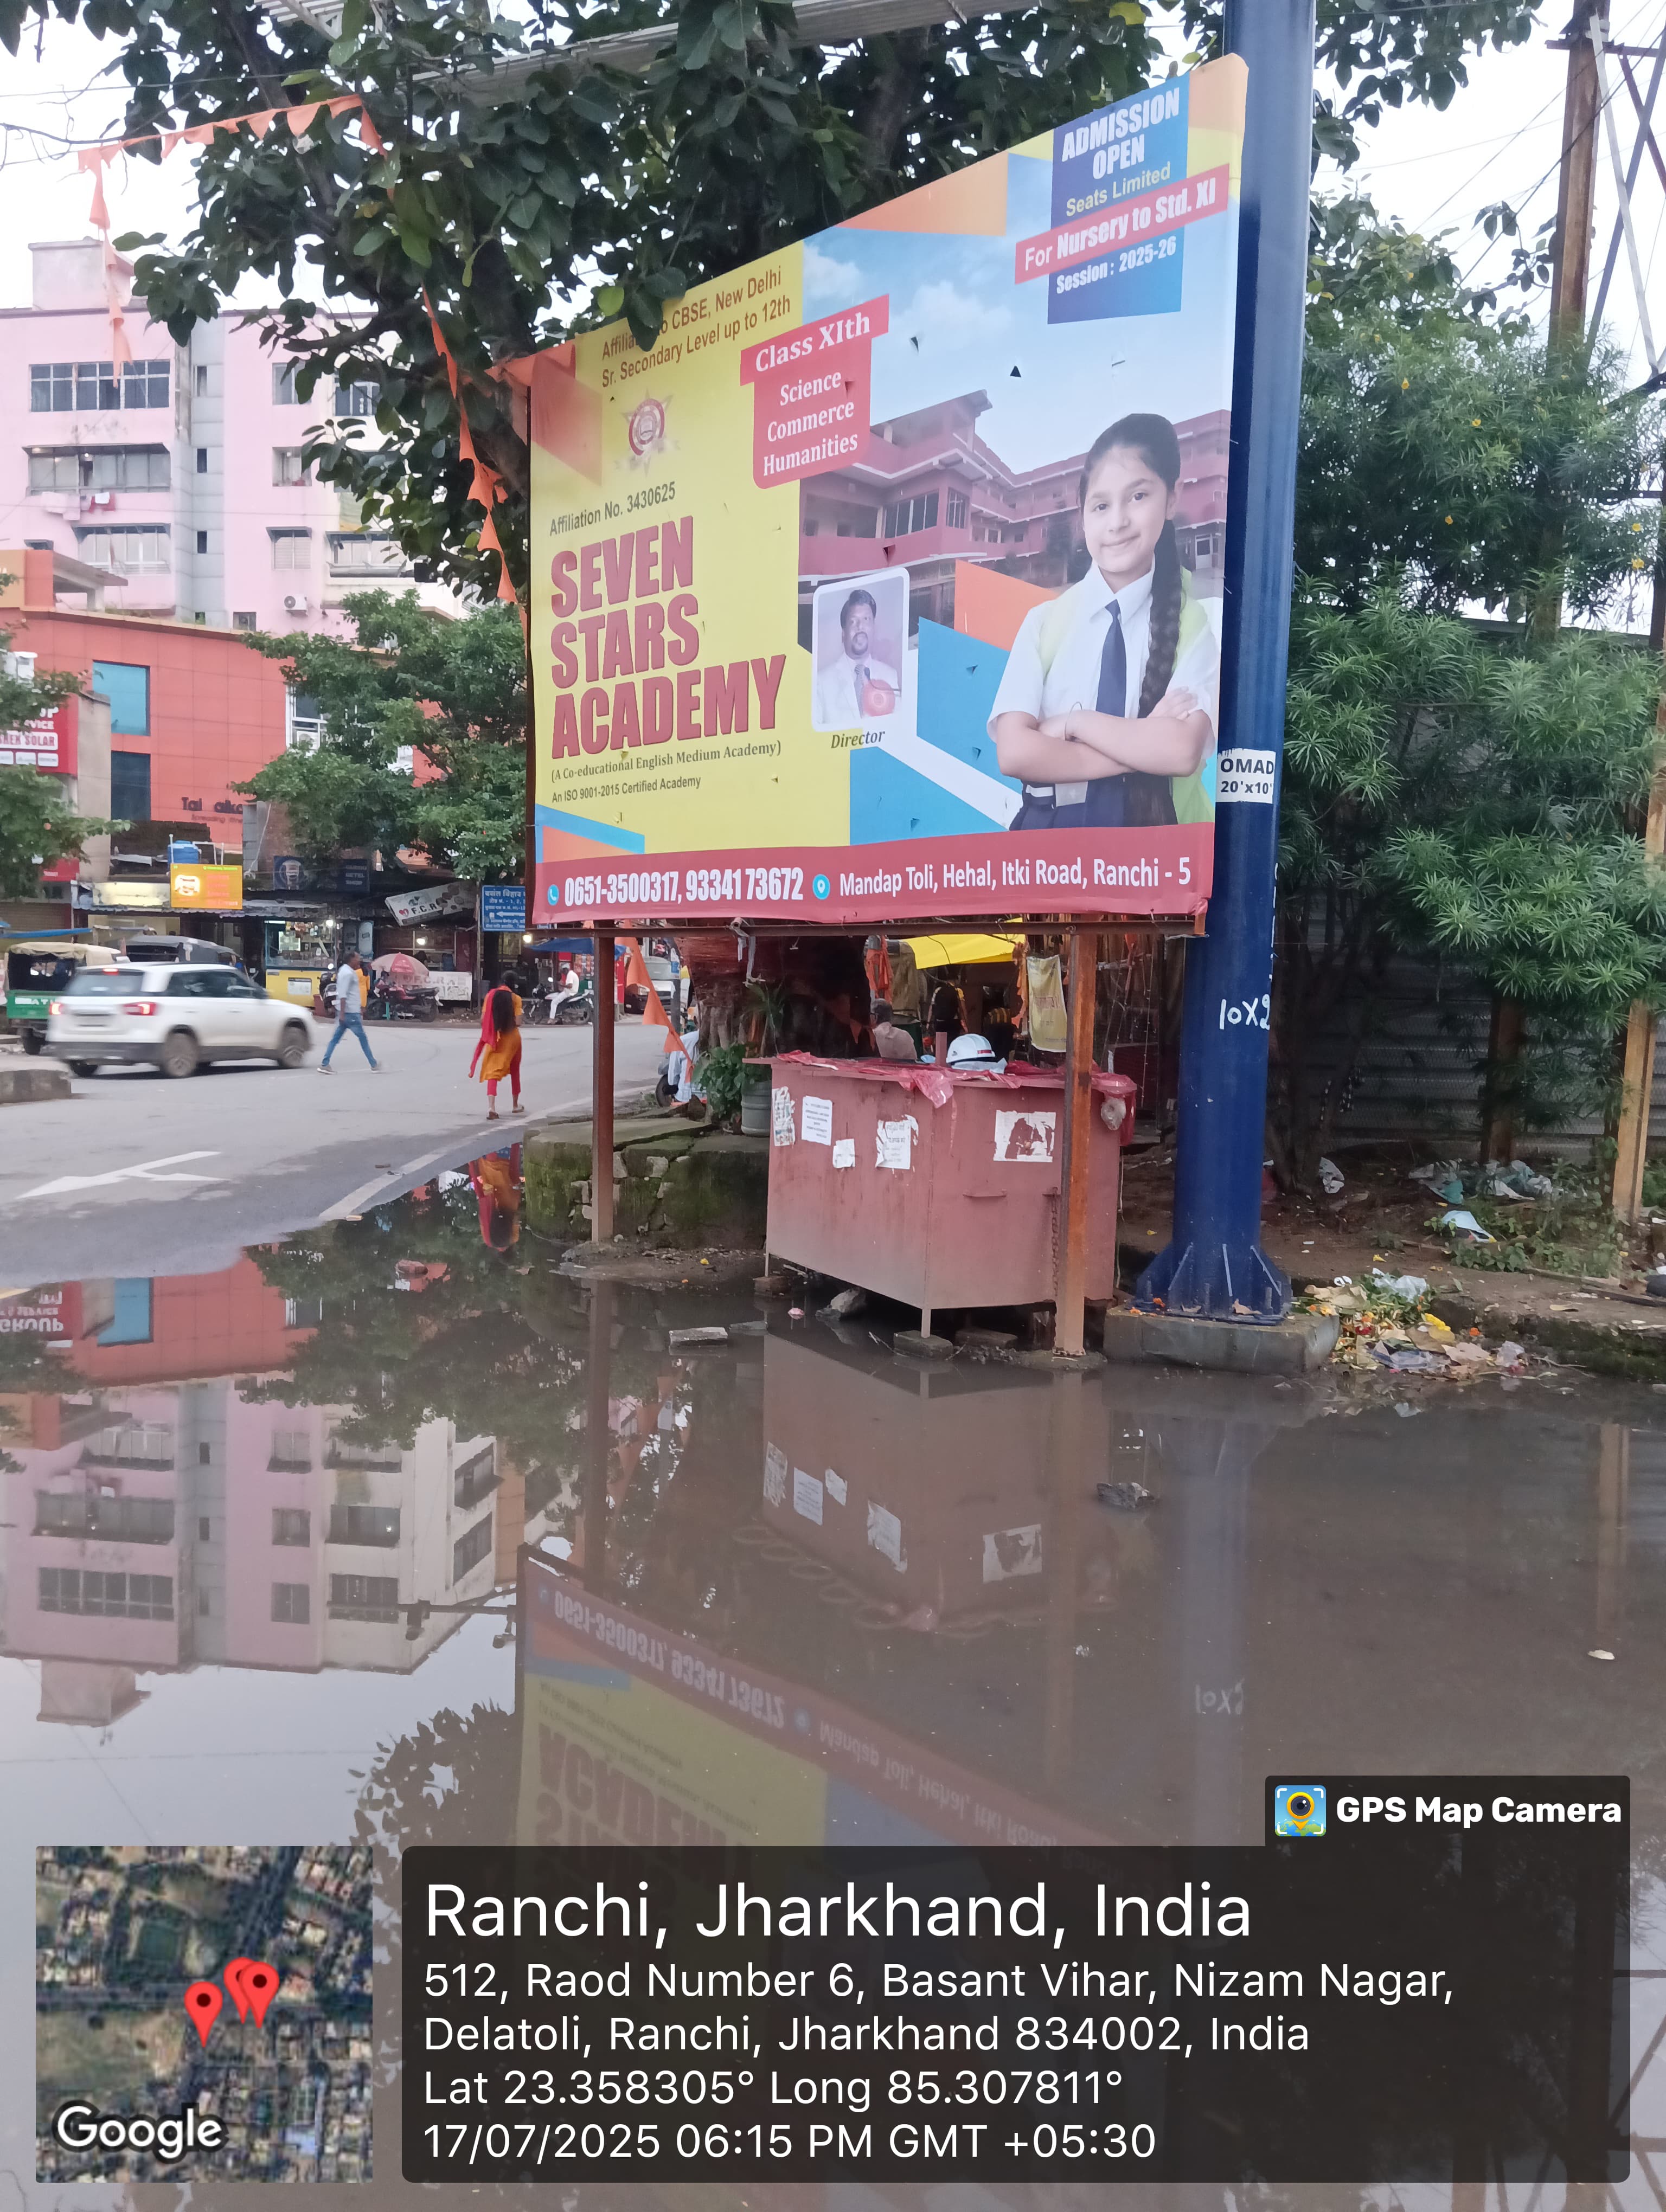 ADMISSION
OPEN
Seats Limited
For Nursery to Std. XI
Session : 2025-26
CBSE, New Delhi
Sr. Secondary Level up to 12th
Class XIth
Science
Commerce
Humanities
Affiliation No. 3430625
SEVEN
STARS
ACADEMY
(A Co-educational English Medium Academy)
An ISO 9001-2015 Certified Academy
Director
0651-3500317, 9334173672
Mandap Toli, Hehal, Itki Road, Ranchi - 5
OMAD
20'x10'
10X2
F.C.
GPS Map Camera
Google
Ranchi, Jharkhand, India
512, Raod Number 6, Basant Vihar, Nizam Nagar,
Delatoli, Ranchi, Jharkhand 834002, India
Lat 23.358305° Long 85.307811°
17/07/2025 06:15 PM GMT +05:30